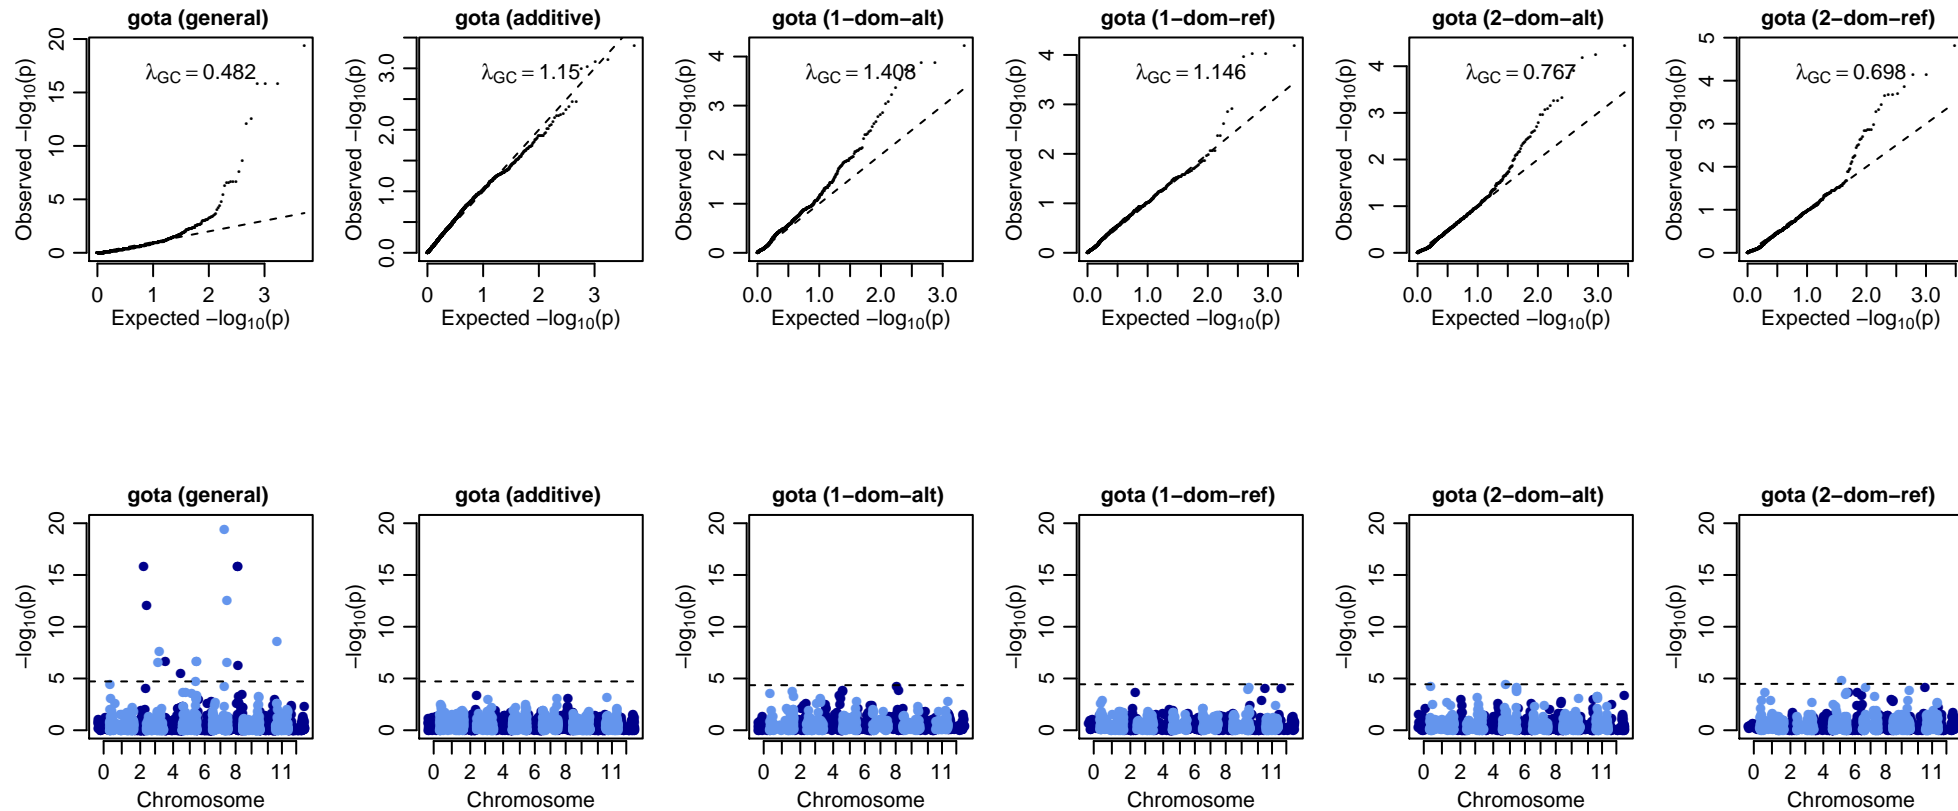 gota (general)
20
15
10
5
0
Observed −log10(p)
λGC = 0.482
0 1 2 3
Expected −log10(p)
gota (additive)
3.0
2.0
1.0
0.0
Observed −log10(p)
λGC = 1.15
0 1 2 3
Expected −log10(p)
gota (1−dom−alt)
4
3
2
1
0
Observed −log10(p)
λGC = 1.408
0.0 1.0 2.0 3.0
Expected −log10(p)
gota (1−dom−ref)
4
3
2
1
0
Observed −log10(p)
λGC = 1.146
0.0 1.0 2.0 3.0
Expected −log10(p)
gota (2−dom−alt)
4
3
2
1
0
Observed −log10(p)
λGC = 0.767
0.0 1.0 2.0 3.0
Expected −log10(p)
gota (2−dom−ref)
5
4
3
2
1
0
Observed −log10(p)
λGC = 0.698
0.0 1.0 2.0 3.0
Expected −log10(p)
gota (general)
20
15
10
5
0
−log10(p)
0 2 4 6 8 11
Chromosome
gota (additive)
20
15
10
5
0
−log10(p)
0 2 4 6 8 11
Chromosome
gota (1−dom−alt)
20
15
10
5
0
−log10(p)
0 2 4 6 8 11
Chromosome
gota (1−dom−ref)
20
15
10
5
0
−log10(p)
0 2 4 6 8 11
Chromosome
gota (2−dom−alt)
20
15
10
5
0
−log10(p)
0 2 4 6 8 11
Chromosome
gota (2−dom−ref)
20
15
10
5
0
−log10(p)
0 2 4 6 8 11
Chromosome